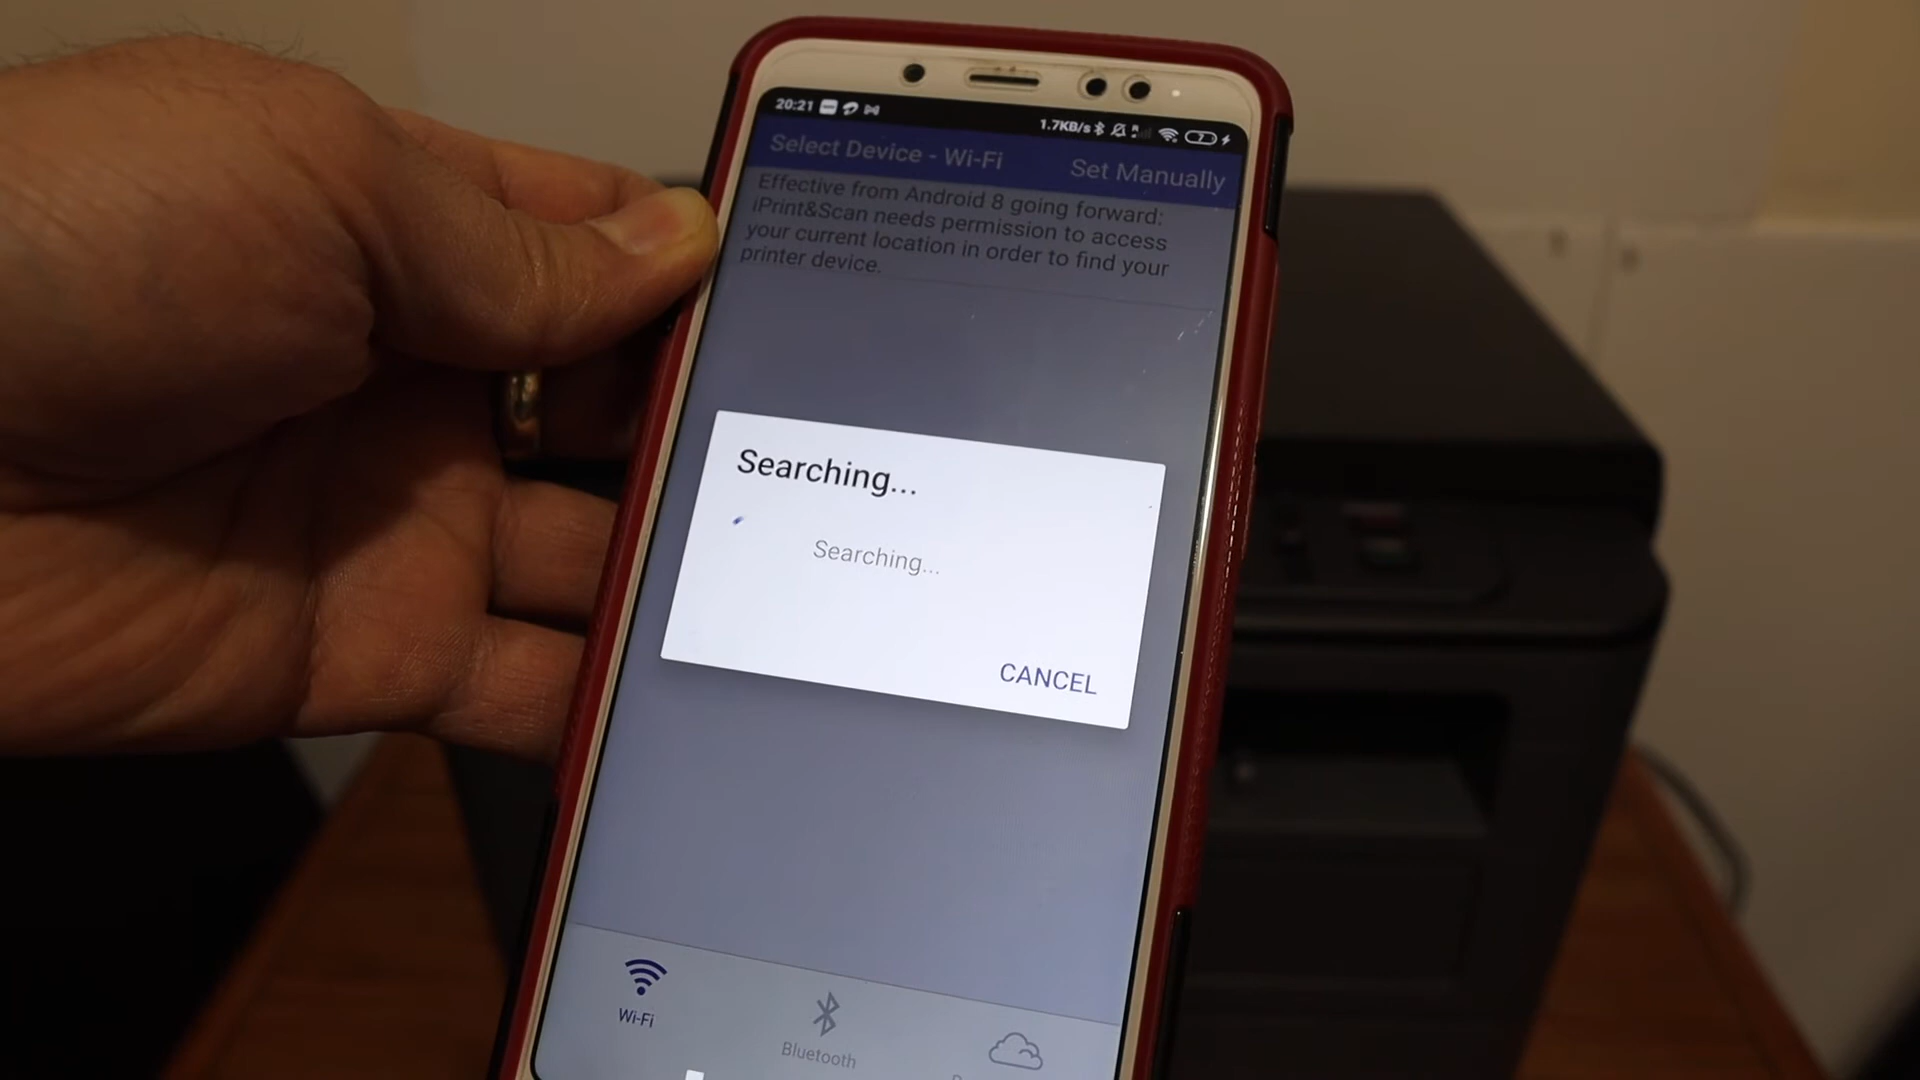 20:21
1.7KB/s
7
Select Device - Wi-Fi
Set Manually
Effective from Android 8 going forward:
iPrint&Scan needs permission to access
your current location in order to find your
printer device.
Searching...
Searching...
CANCEL
Wi-Fi
Bluetooth